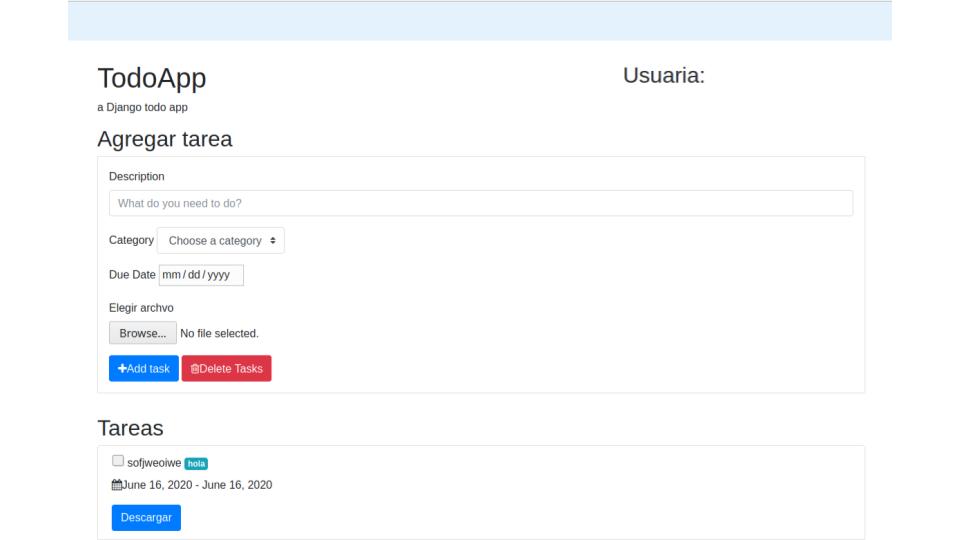 TodoApp
Usuaria:
a Django todo app
Agregar tarea
Description
What do you need to do?
Category Choose a category
Due Date mm/dd/yyyy
Elegir archvo
Browse... No file selected.
Add task Delete Tasks
Tareas
sofjweoiwe hola
June 16, 2020 - June 16, 2020
Descargar